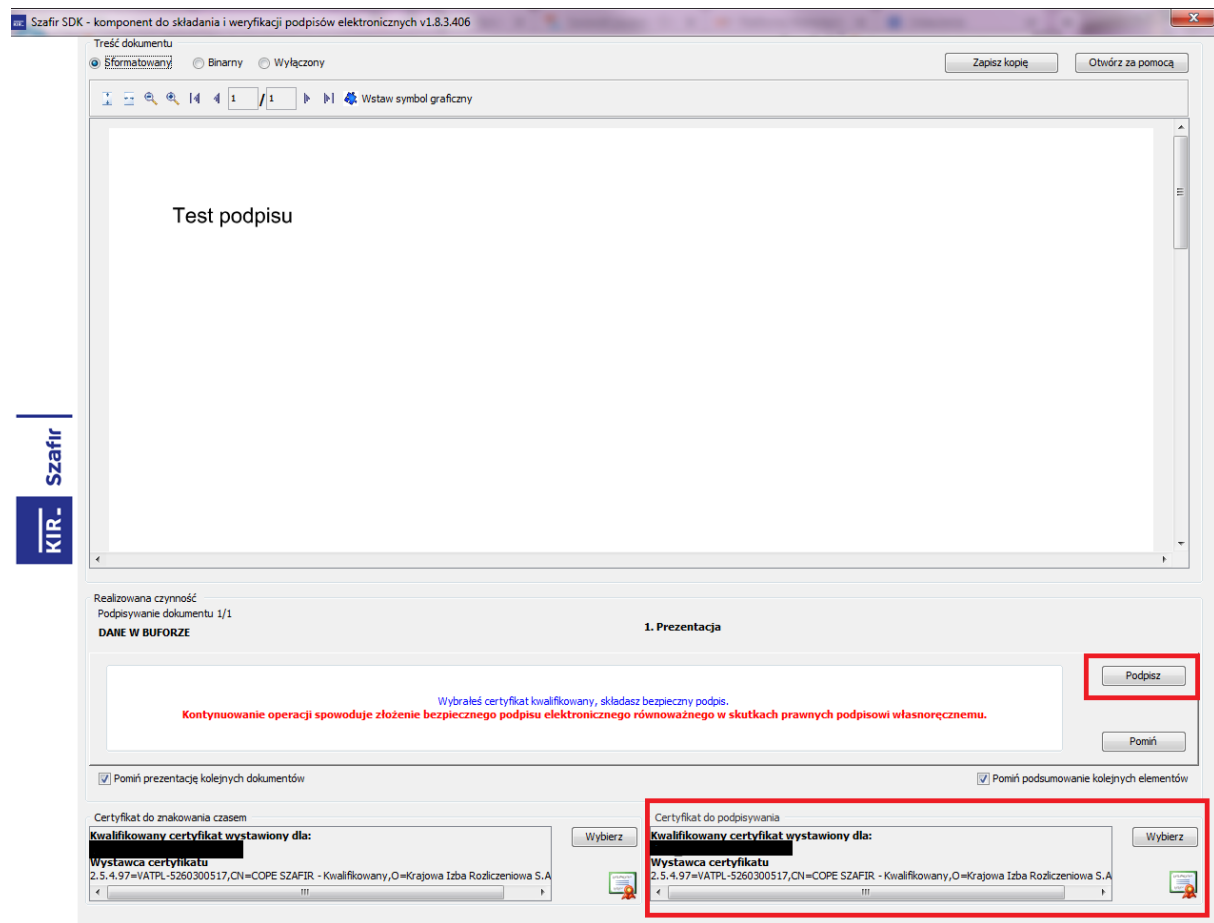 Szafir SDK - komponent do składania i weryfikacji podpisów elektronicznych v1.8.3.406
Treść dokumentu
Sformatowany Binarny Wyłączony Zapisz kopię Otwórz za pomocą
1 / 1 Wstaw symbol graficzny
Test podpisu
KIR. Szafir
Realizowana czynność
Podpisywanie dokumentu 1/1
DANE W BUFORZE
1. Prezentacja
Wybrałeś certyfikat kwalifikowany, składasz bezpieczny podpis.
Kontynuowanie operacji spowoduje złożenie bezpiecznego podpisu elektronicznego równoważnego w skutkach prawnych podpisowi własnoręcznemu.
Podpisz
Pomiń
Pomiń prezentację kolejnych dokumentów
Pomiń podsumowanie kolejnych elementów
Certyfikat do znakowania czasem
Kwalifikowany certyfikat wystawiony dla:
Wystawca certyfikatu
2.5.4.97=VATPL-5260300517,CN=COPE SZAFIR - Kwalifikowany,O=Krajowa Izba Rozliczeniowa S.A
Wybierz
Certyfikat do podpisywania
Kwalifikowany certyfikat wystawiony dla:
Wystawca certyfikatu
2.5.4.97=VATPL-5260300517,CN=COPE SZAFIR - Kwalifikowany,O=Krajowa Izba Rozliczeniowa S.A
Wybierz